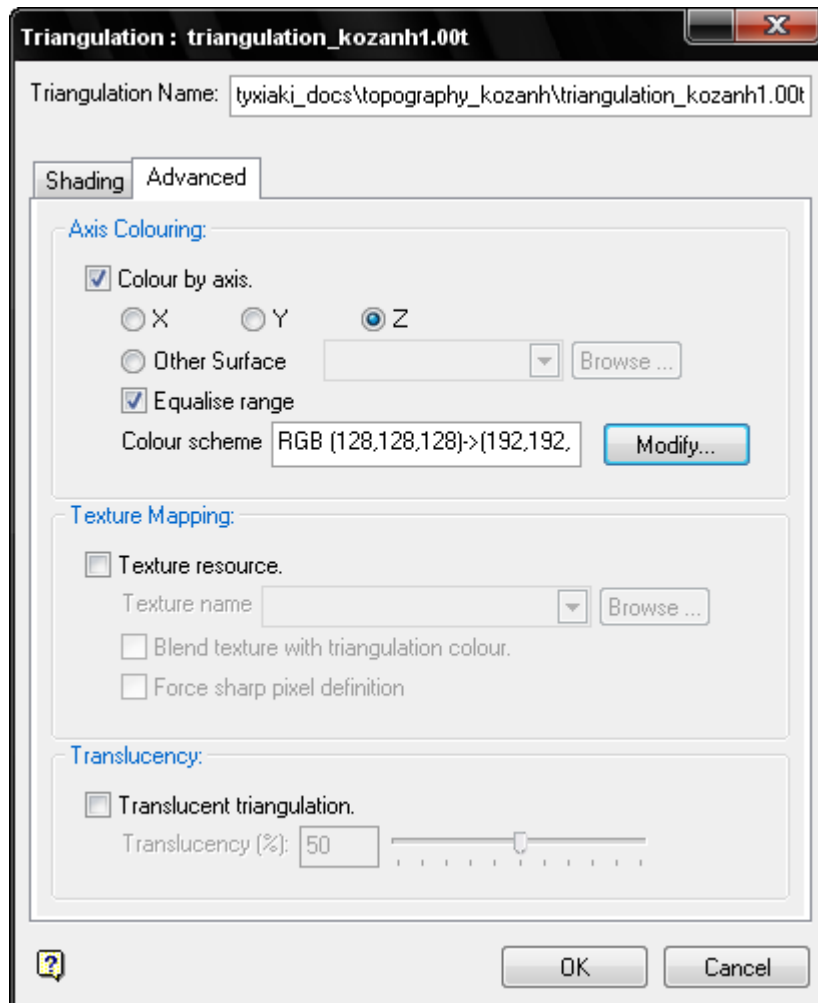 Triangulation : triangulation_kozanh1.00t
Triangulation Name: tyxiaki_docs\topography_kozanh\triangulation_kozanh1.00t
Shading Advanced
Axis Colouring:
Colour by axis.
X Y Z
Other Surface Browse ...
Equalise range
Colour scheme RGB (128,128,128)->(192,192, Modify...
Texture Mapping:
Texture resource.
Texture name Browse ...
Blend texture with triangulation colour.
Force sharp pixel definition
Translucency:
Translucent triangulation.
Translucency (%): 50
OK Cancel